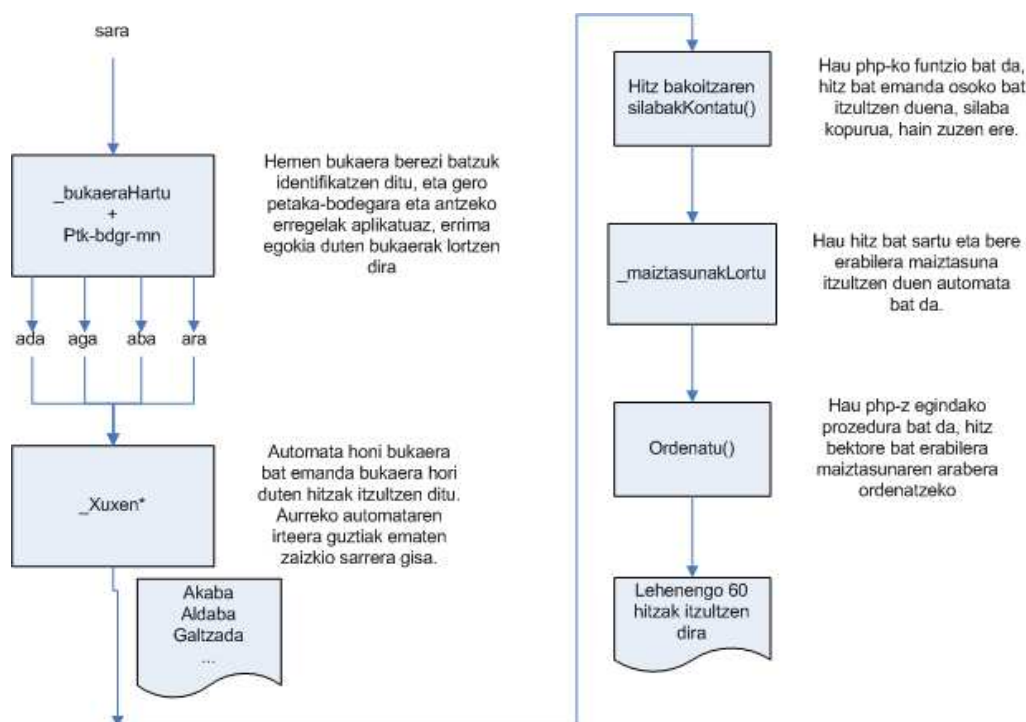 sara
_bukaeraHartu
+
Ptk-bdgr-mn
Hemen bukaera berezi batzuk
identifikatzen ditu, eta gero
petaka-bodegara eta antzeko
erregelak aplikatuaz, errima
egokia duten bukaerak lortzen
dira
ada
aga
aba
ara
_Xuxen*
Automata honi bukaera
bat emanda bukaera hori
duten hitzak itzultzen ditu.
Aurreko automataren
irteera guztiak ematen
zaizkio sarrera gisa.
Akaba
Aldaba
Galtzada
...
Hitz bakoitzaren
silabakKontatu()
Hau php-ko funtzio bat da,
hitz bat emanda osoko bat
itzultzen duena, silaba
kopurua, hain zuzen ere.
_maiztasunakLortu
Hau hitz bat sartu eta bere
erabilera maiztasuna
itzultzen duen automata
bat da.
Ordenatu()
Hau php-z egindako
prozedura bat da, hitz
bektore bat erabilera
maiztasunaren arabera
ordenatzeko
Lehenengo 60
hitzak itzultzen
dira